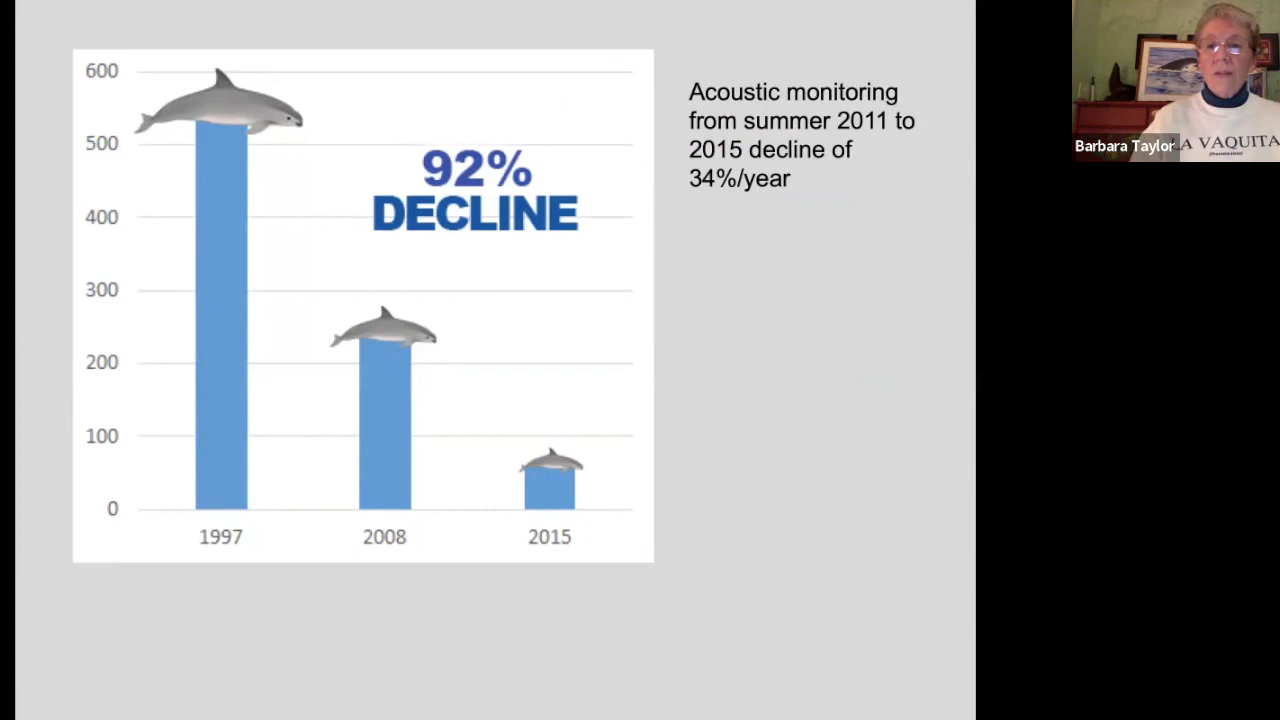 600
500
400
300
200
100
0
92%
DECLINE
1997
2008
2015
Acoustic monitoring
from summer 2011 to
2015 decline of
34%/year
Barbara Taylor
LA VAQUITA